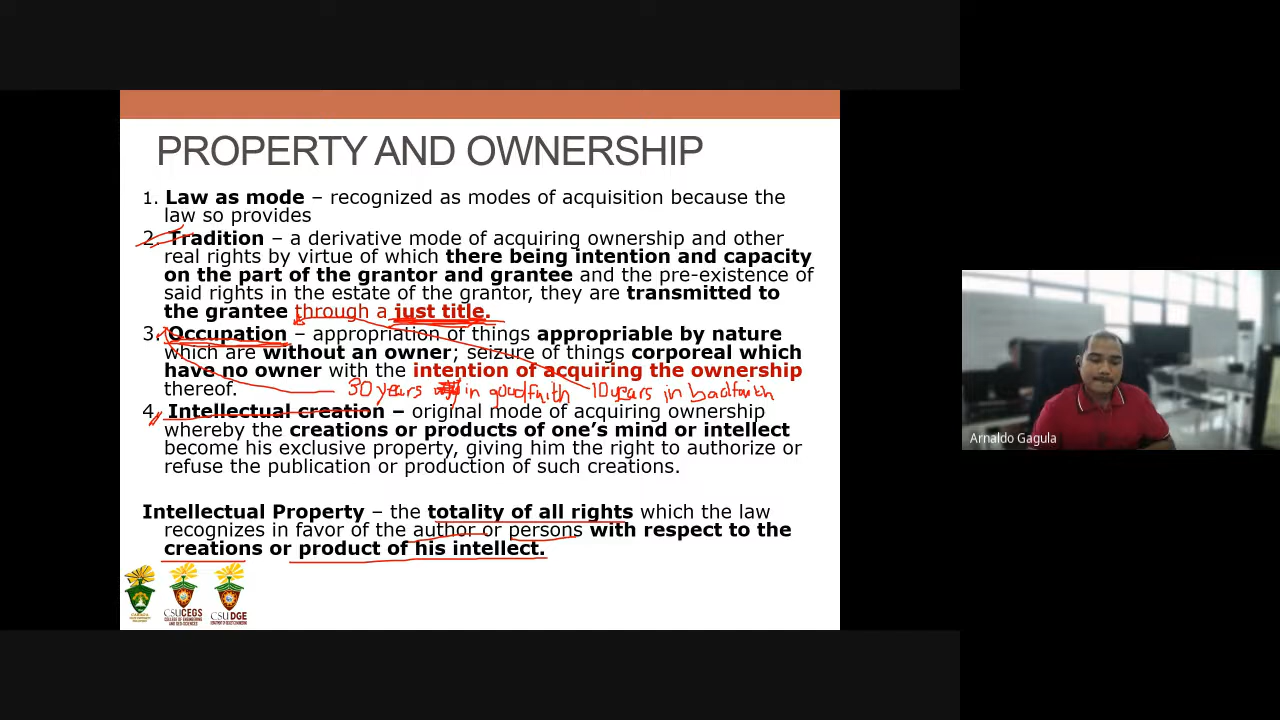 PROPERTY AND OWNERSHIP
1. Law as mode – recognized as modes of acquisition because the
law so provides
2. Tradition – a derivative mode of acquiring ownership and other
real rights by virtue of which there being intention and capacity
on the part of the grantor and grantee and the pre-existence of
said rights in the estate of the grantor, they are transmitted to
the grantee through a just title.
3. Occupation – appropriation of things appropriable by nature
which are without an owner; seizure of things corporeal which
have no owner with the intention of acquiring the ownership
thereof.
30 years in goodfaith 10 years in badfaith
4. Intellectual creation – original mode of acquiring ownership
whereby the creations or products of one’s mind or intellect
become his exclusive property, giving him the right to authorize or
refuse the publication or production of such creations.
Intellectual Property – the totality of all rights which the law
recognizes in favor of the author or persons with respect to the
creations or product of his intellect.
CSUCEGS
CSU DGE
Arnaldo Gagula